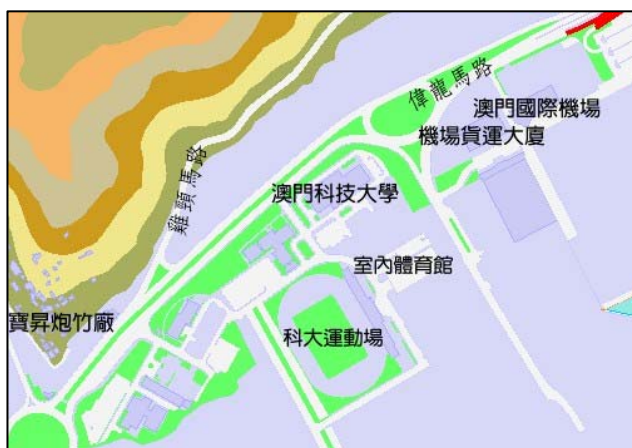 偉龍馬路
澳門國際機場
機場貨運大廈
雞頸馬路
澳門科技大學
室內體育館
寶昇炮竹廠
科大運動場